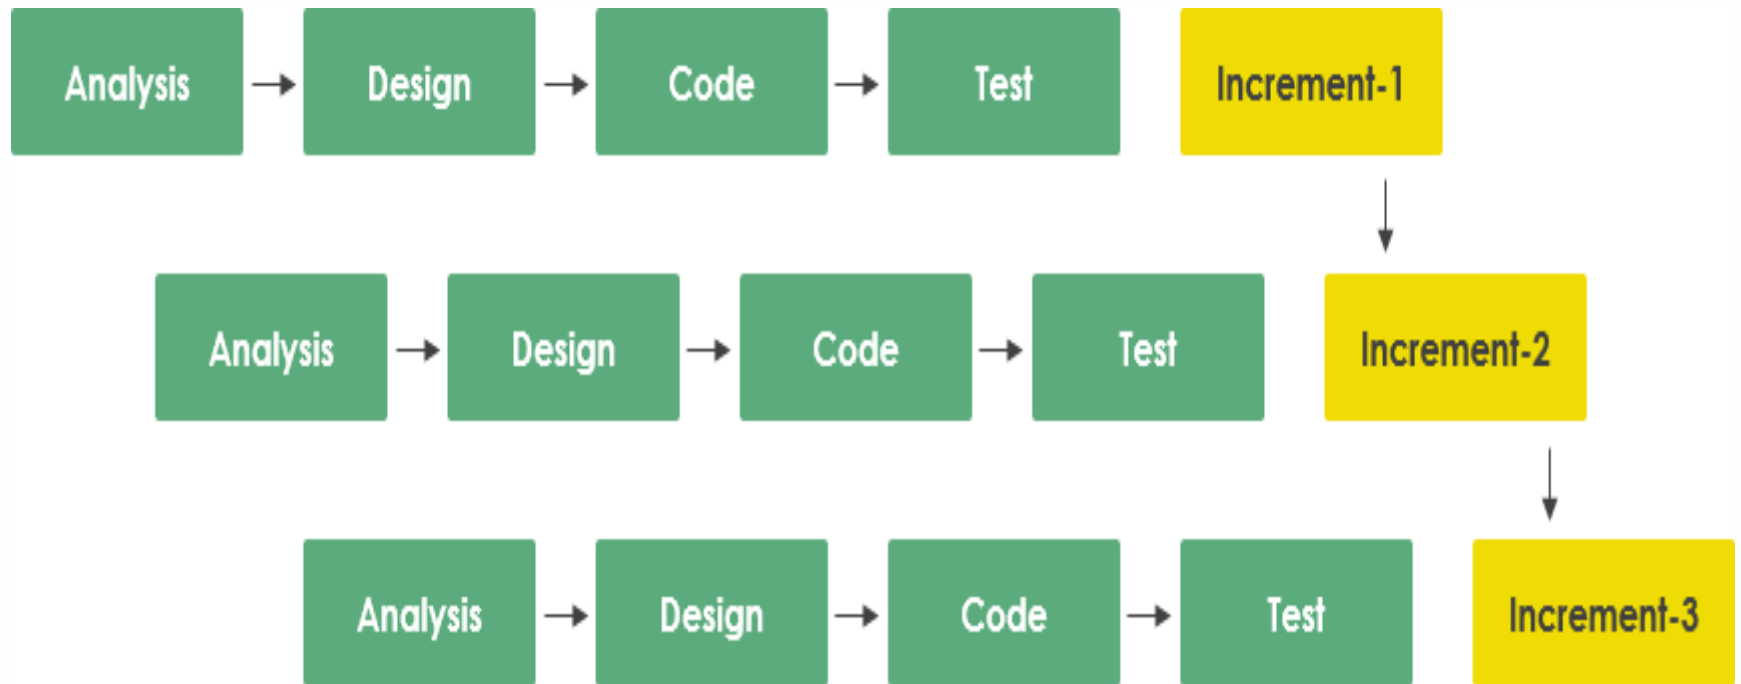 Analysis Design Code Test Increment-1
Analysis Design Code Test Increment-2
Analysis Design Code Test Increment-3